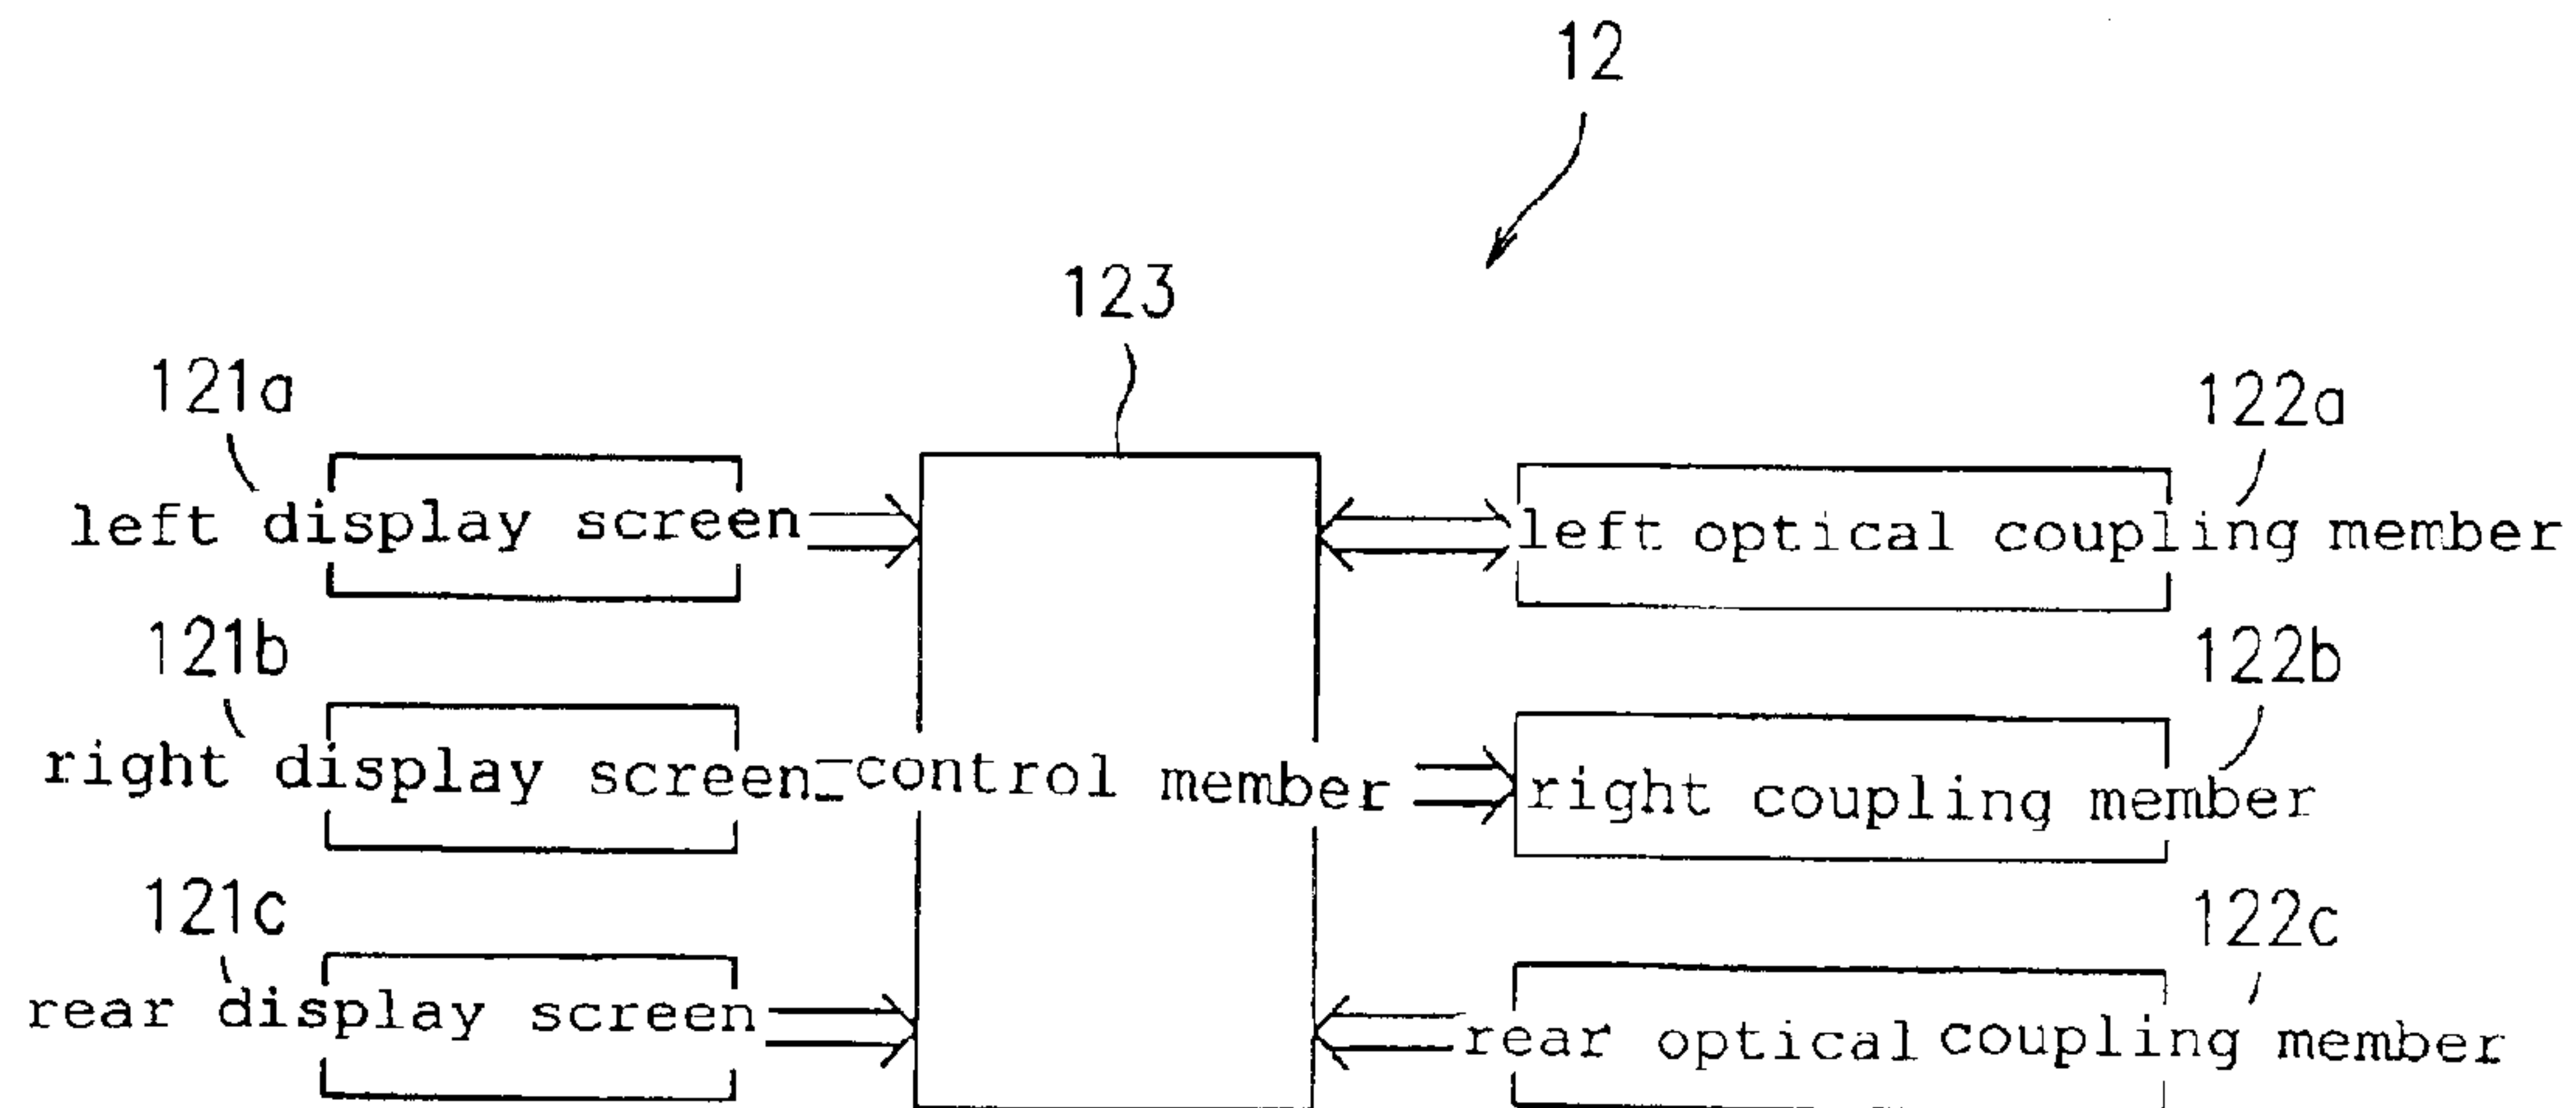 12
123
121a
122a
left display screen
left optical coupling member
121b
122b
right display screen
control member
right coupling member
121c
122c
rear display screen
rear optical coupling member